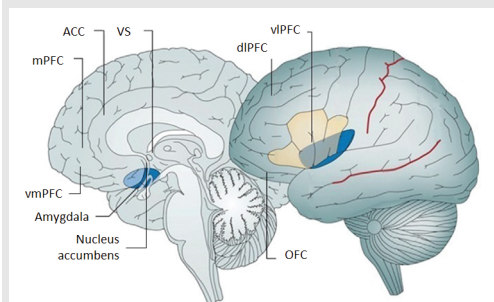 ACC
VS
mPFC
vmPFC
Amygdala
Nucleus
accumbens
vlPFC
dlPFC
OFC